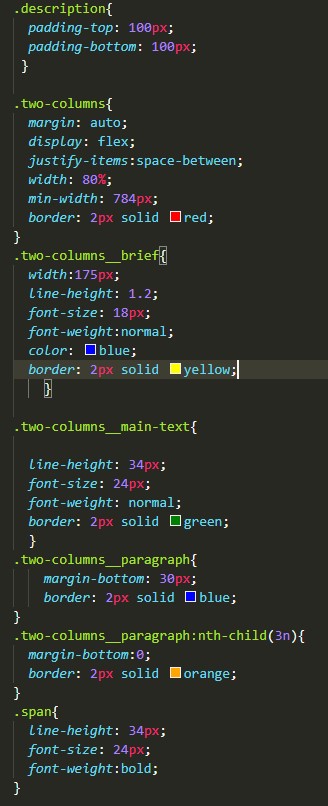 .description{
padding-top: 100px;
padding-bottom: 100px;
}
.two-columns{
margin: auto;
display: flex;
justify-items:space-between;
width: 80%;
min-width: 784px;
border: 2px solid red;
}
.two-columns__brief{
width:175px;
line-height: 1.2;
font-size: 18px;
font-weight:normal;
color: blue;
border: 2px solid yellow;
}
.two-columns__main-text{
line-height: 34px;
font-size: 24px;
font-weight: normal;
border: 2px solid green;
}
.two-columns__paragraph{
margin-bottom: 30px;
border: 2px solid blue;
}
.two-columns__paragraph:nth-child(3n){
margin-bottom:0;
border: 2px solid orange;
}
.span{
line-height: 34px;
font-size: 24px;
font-weight:bold;
}